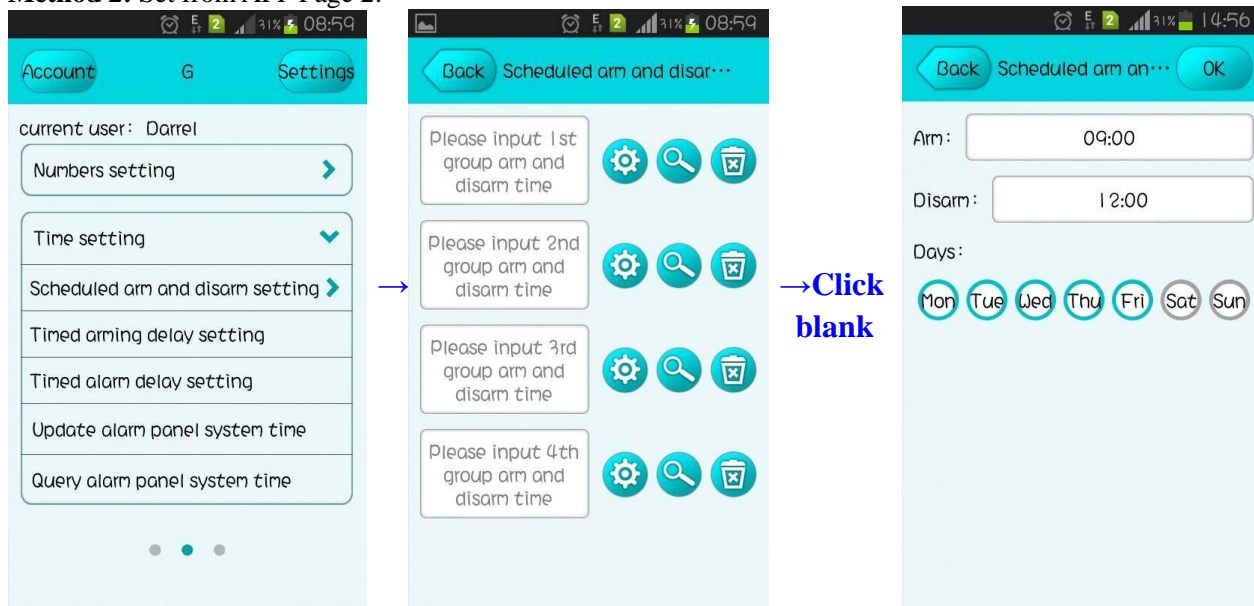 Method 2: Set from APP Page 2.
31% 08:59
Account G Settings
current user: Darrel
Numbers setting
Time setting
Scheduled arm and disarm setting
Timed arming delay setting
Timed alarm delay setting
Update alarm panel system time
Query alarm panel system time
→
2 31% 08:59
Back Scheduled arm and disar···
Please input 1st
group arm and
disarm time
Please input 2nd
group arm and
disarm time
Please input 3rd
group arm and
disarm time
Please input 4th
group arm and
disarm time
→Click
blank
2 31% 14:56
Back Scheduled arm an··· OK
Arm: 09:00
Disarm: 12:00
Days:
Mon Tue Wed Thu Fri Sat Sun